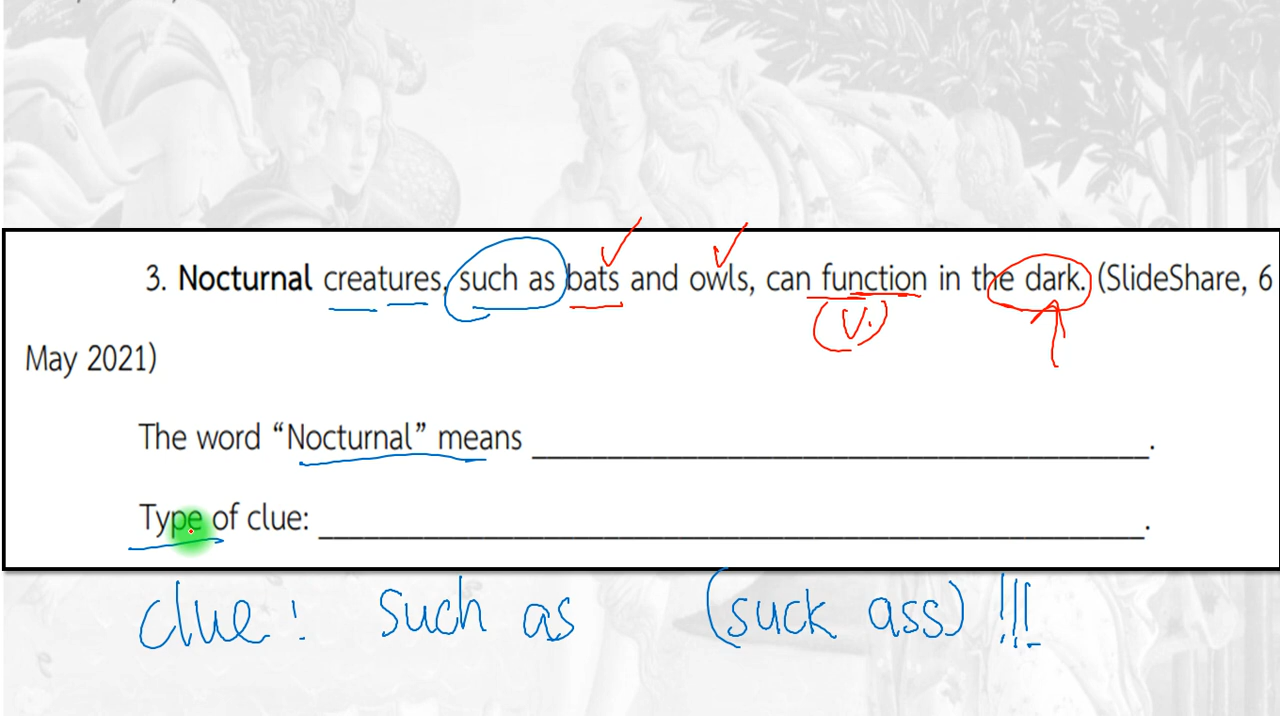 3. Nocturnal creatures, such as bats and owls, can function in the dark. (SlideShare, 6
(v.)
May 2021)
The word “Nocturnal” means ________________________________.
Type of clue: ________________________________.
clue: such as (suck ass) !!!